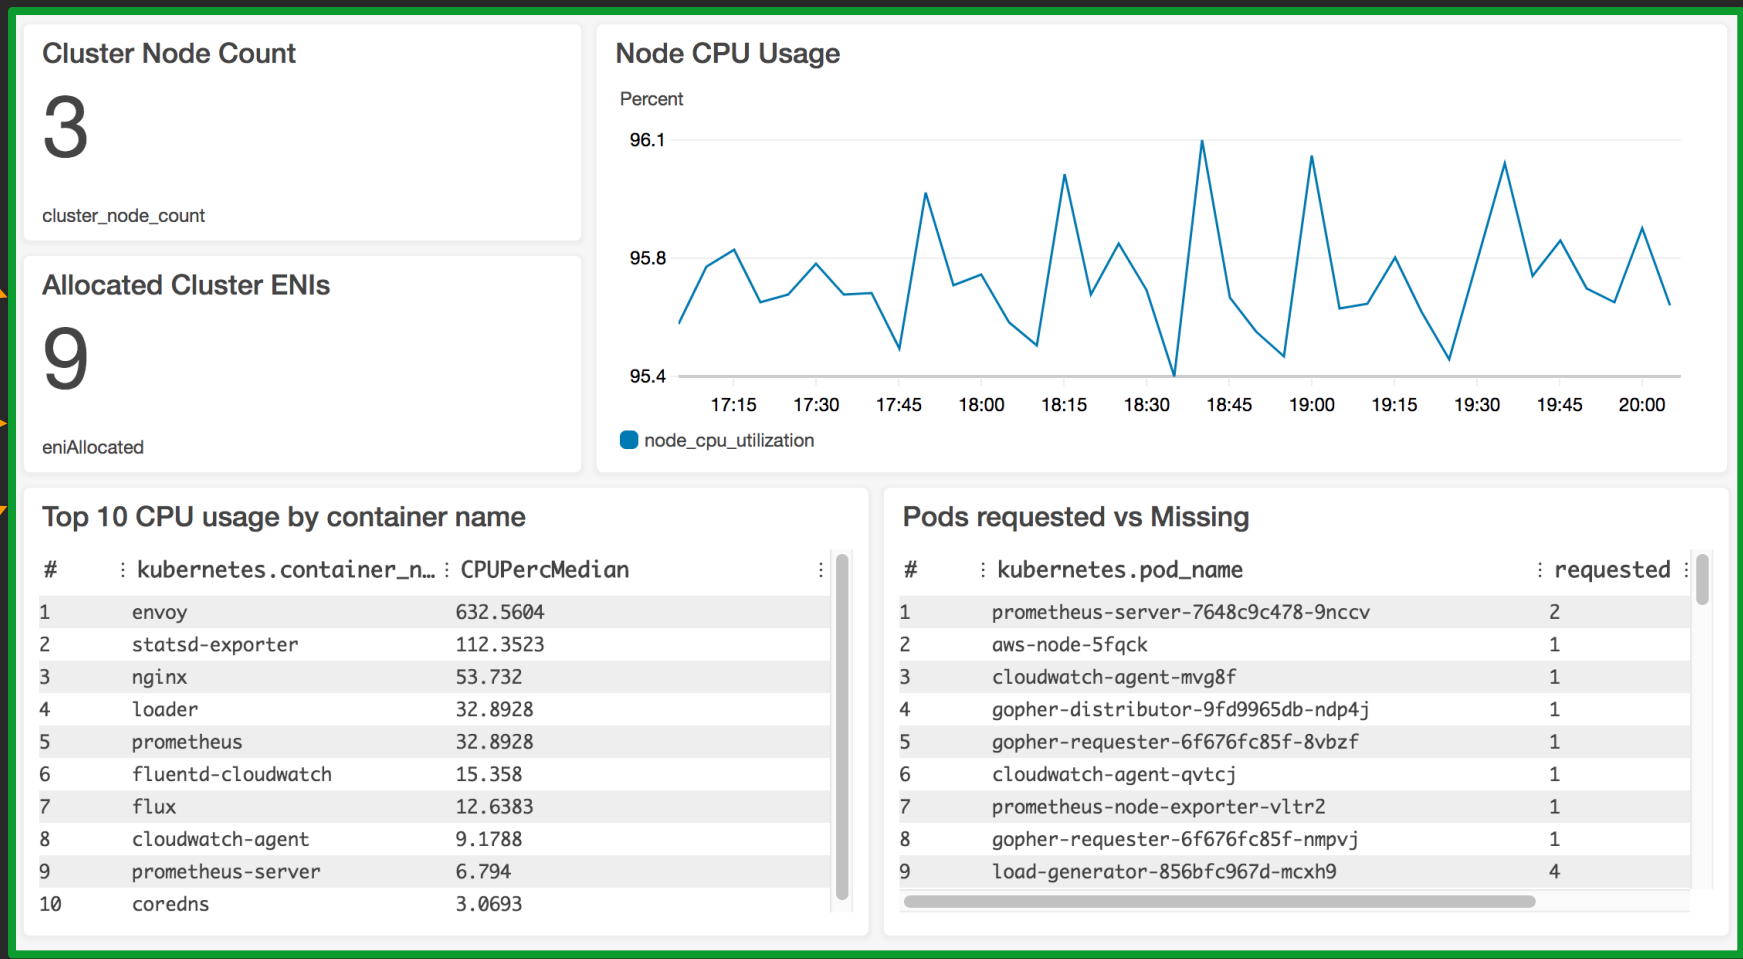 Cluster Node Count
3
cluster_node_count
Allocated Cluster ENIs
9
eniAllocated
Node CPU Usage
Percent
96.1
95.8
95.4
17:15 17:30 17:45 18:00 18:15 18:30 18:45 19:00 19:15 19:30 19:45 20:00
node_cpu_utilization
Top 10 CPU usage by container name
# kubernetes.container_n… CPUPercMedian
1 envoy 632.5604
2 statsd-exporter 112.3523
3 nginx 53.732
4 loader 32.8928
5 prometheus 32.8928
6 fluentd-cloudwatch 15.358
7 flux 12.6383
8 cloudwatch-agent 9.1788
9 prometheus-server 6.794
10 coredns 3.0693
Pods requested vs Missing
# kubernetes.pod_name requested
1 prometheus-server-7648c9c478-9nccv 2
2 aws-node-5fqck 1
3 cloudwatch-agent-mvg8f 1
4 gopher-distributor-9fd9965db-ndp4j 1
5 gopher-requester-6f676fc85f-8vbzf 1
6 cloudwatch-agent-qvtcj 1
7 prometheus-node-exporter-vltr2 1
8 gopher-requester-6f676fc85f-nmpvj 1
9 load-generator-856bfc967d-mcxh9 4